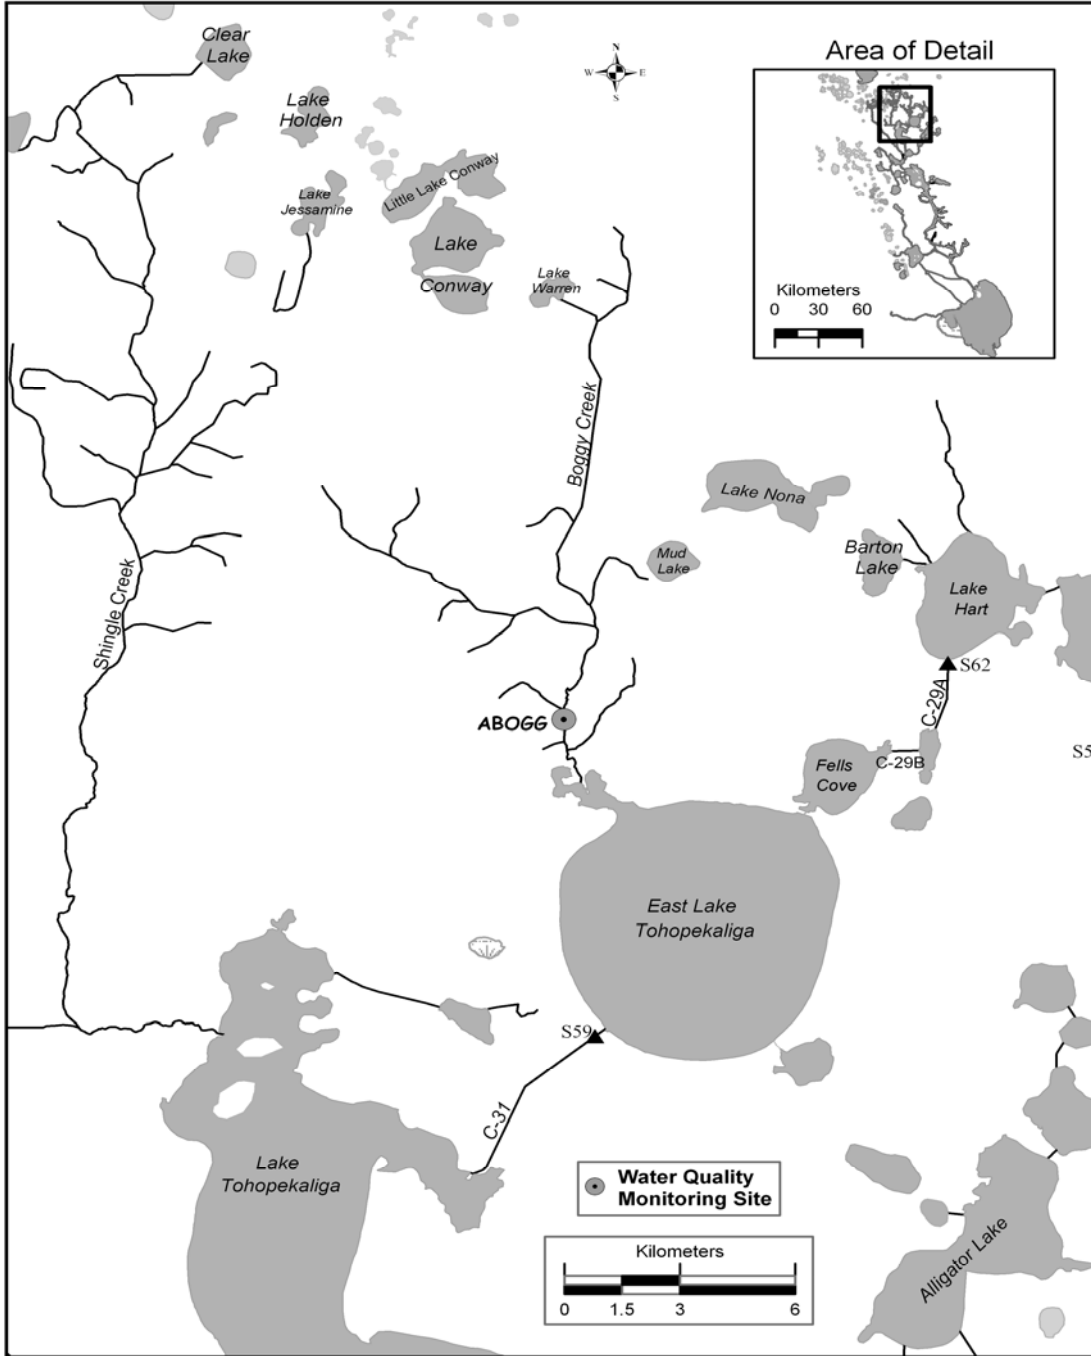 Clear
Lake
Lake
Holden
Lake
Jessamine
Little Lake Conway
Lake
Conway
Lake
Warren
N
W
E
S
Area of Detail
Kilometers
0 30 60
Boggy Creek
Shingle Creek
Lake Nona
Mud
Lake
Barton
Lake
Lake
Hart
S62
C-29A
C-29B
S5
ABOGG
Fells
Cove
East Lake
Tohopekaliga
S59
C-31
Lake
Tohopekaliga
Alligator Lake
Water Quality
Monitoring Site
Kilometers
0 1.5 3 6